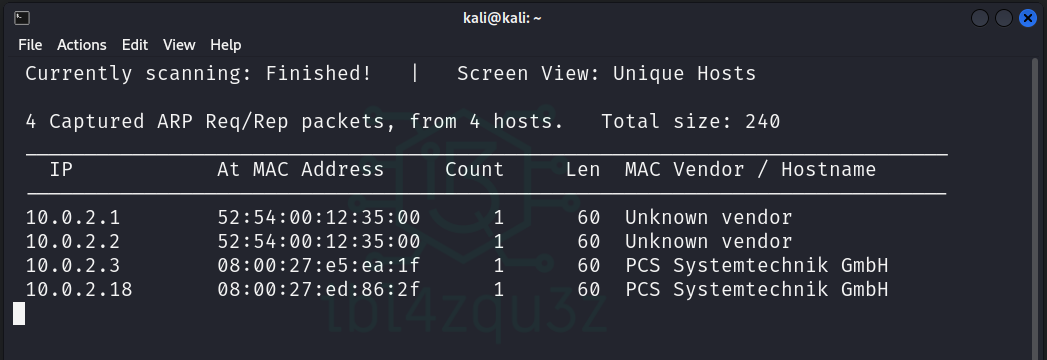 kali@kali: ~
File Actions Edit View Help
Currently scanning: Finished! | Screen View: Unique Hosts
4 Captured ARP Req/Rep packets, from 4 hosts. Total size: 240
IP At MAC Address Count Len MAC Vendor / Hostname
10.0.2.1 52:54:00:12:35:00 1 60 Unknown vendor
10.0.2.2 52:54:00:12:35:00 1 60 Unknown vendor
10.0.2.3 08:00:27:e5:ea:1f 1 60 PCS Systemtechnik GmbH
10.0.2.18 08:00:27:ed:86:2f 1 60 PCS Systemtechnik GmbH